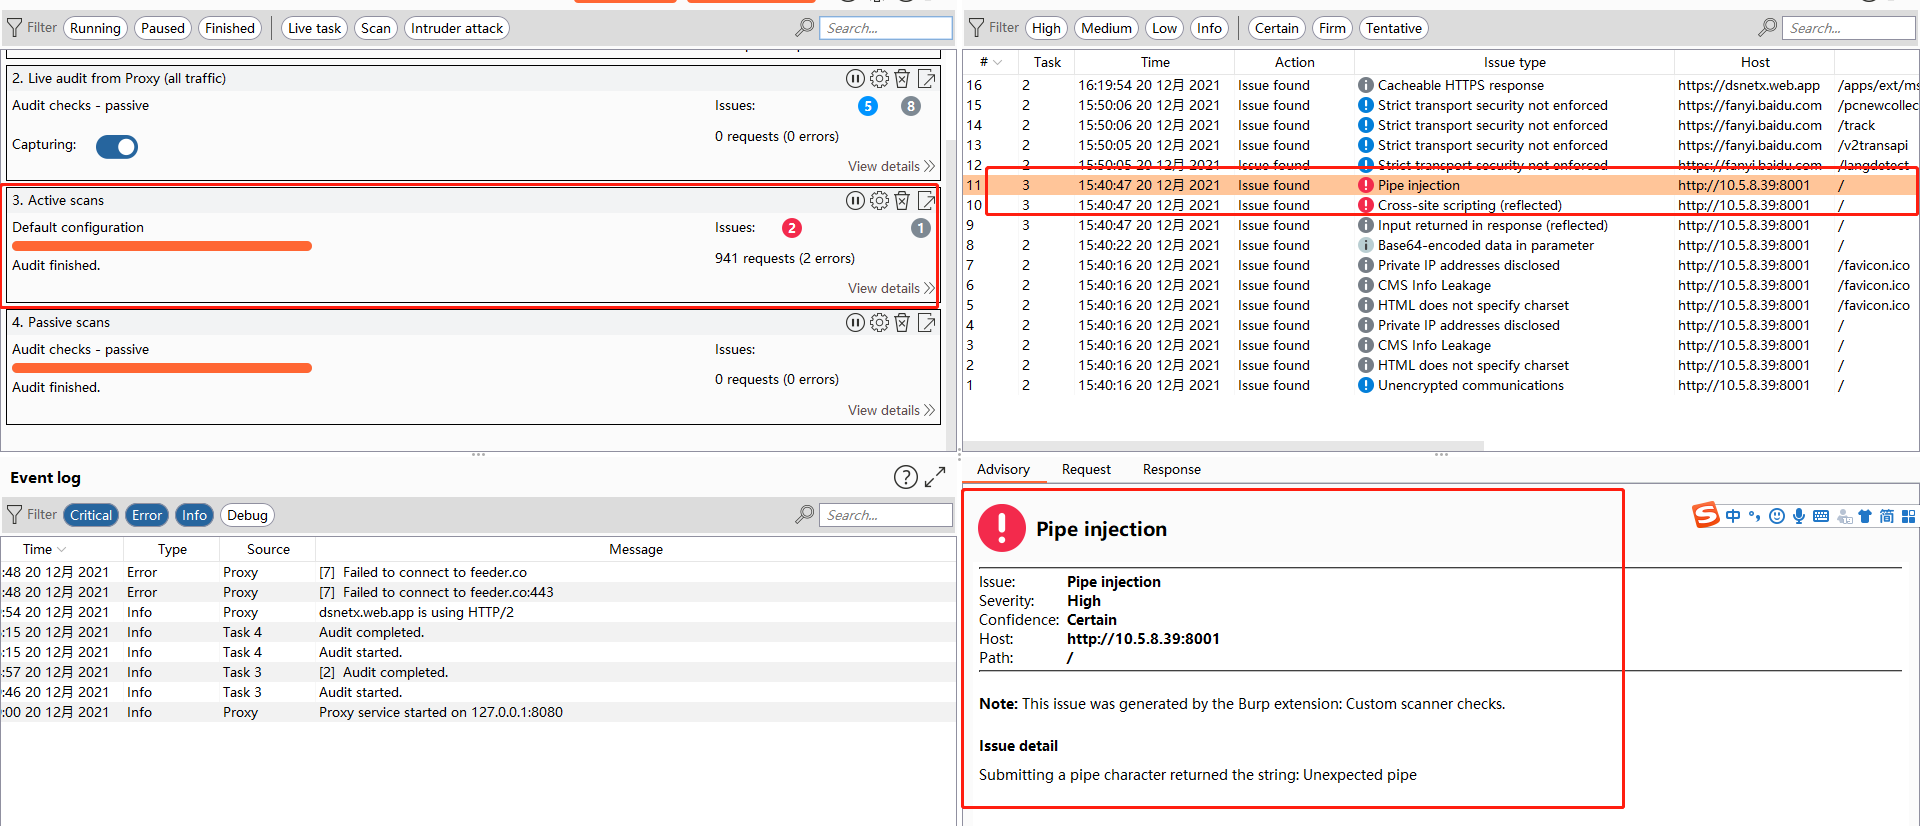 Filter Running Paused Finished Live task Scan Intruder attack Search...
2. Live audit from Proxy (all traffic)
Audit checks - passive Issues: 5 8
0 requests (0 errors)
Capturing:
View details
3. Active scans
Default configuration Issues: 2 1
941 requests (2 errors)
Audit finished.
View details
4. Passive scans
Audit checks - passive Issues:
0 requests (0 errors)
Audit finished.
View details
Filter High Medium Low Info Certain Firm Tentative Search...
# Task Time Action Issue type Host
16 2 16:19:54 20 12月 2021 Issue found Cacheable HTTPS response https://dsnetx.web.app /apps/ext/ms
15 2 15:50:06 20 12月 2021 Issue found Strict transport security not enforced https://fanyi.baidu.com /pcnewcollec
14 2 15:50:06 20 12月 2021 Issue found Strict transport security not enforced https://fanyi.baidu.com /track
13 2 15:50:05 20 12月 2021 Issue found Strict transport security not enforced https://fanyi.baidu.com /v2transapi
12 2 15:50:05 20 12月 2021 Issue found Strict transport security not enforced https://fanyi.baidu.com /langdetect
11 3 15:40:47 20 12月 2021 Issue found Pipe injection http://10.5.8.39:8001 /
10 3 15:40:47 20 12月 2021 Issue found Cross-site scripting (reflected) http://10.5.8.39:8001 /
9 3 15:40:47 20 12月 2021 Issue found Input returned in response (reflected) http://10.5.8.39:8001 /
8 2 15:40:22 20 12月 2021 Issue found Base64-encoded data in parameter http://10.5.8.39:8001 /
7 2 15:40:16 20 12月 2021 Issue found Private IP addresses disclosed http://10.5.8.39:8001 /favicon.ico
6 2 15:40:16 20 12月 2021 Issue found CMS Info Leakage http://10.5.8.39:8001 /favicon.ico
5 2 15:40:16 20 12月 2021 Issue found HTML does not specify charset http://10.5.8.39:8001 /favicon.ico
4 2 15:40:16 20 12月 2021 Issue found Private IP addresses disclosed http://10.5.8.39:8001 /
3 2 15:40:16 20 12月 2021 Issue found CMS Info Leakage http://10.5.8.39:8001 /
2 2 15:40:16 20 12月 2021 Issue found HTML does not specify charset http://10.5.8.39:8001 /
1 2 15:40:16 20 12月 2021 Issue found Unencrypted communications http://10.5.8.39:8001 /
Event log
Filter Critical Error Info Debug Search...
Time Type Source Message
:48 20 12月 2021 Error Proxy [7] Failed to connect to feeder.co
:48 20 12月 2021 Error Proxy [7] Failed to connect to feeder.co:443
:54 20 12月 2021 Info Proxy dsnetx.web.app is using HTTP/2
:15 20 12月 2021 Info Task 4 Audit completed.
:15 20 12月 2021 Info Task 4 Audit started.
:57 20 12月 2021 Info Task 3 [2] Audit completed.
:46 20 12月 2021 Info Task 3 Audit started.
:00 20 12月 2021 Info Proxy Proxy service started on 127.0.0.1:8080
Advisory Request Response
Pipe injection
S 中 简
Issue: Pipe injection
Severity: High
Confidence: Certain
Host: http://10.5.8.39:8001
Path: /
Note: This issue was generated by the Burp extension: Custom scanner checks.
Issue detail
Submitting a pipe character returned the string: Unexpected pipe